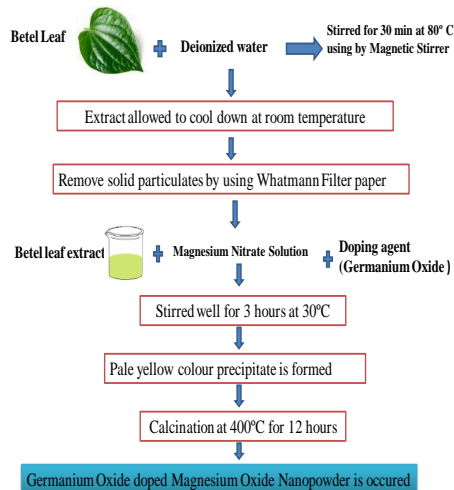 Betel Leaf
Deionized water
Stirred for 30 min at 80º C
using by Magnetic Stirrer
Extract allowed to cool down at room temperature
Remove solid particulates by using Whatmann Filter paper
Betel leaf extract
Magnesium Nitrate Solution
Doping agent
(Germanium Oxide)
Stirred well for 3 hours at 30ºC
Pale yellow colour precipitate is formed
Calcination at 400ºC for 12 hours
Germanium Oxide doped Magnesium Oxide Nanopowder is occured